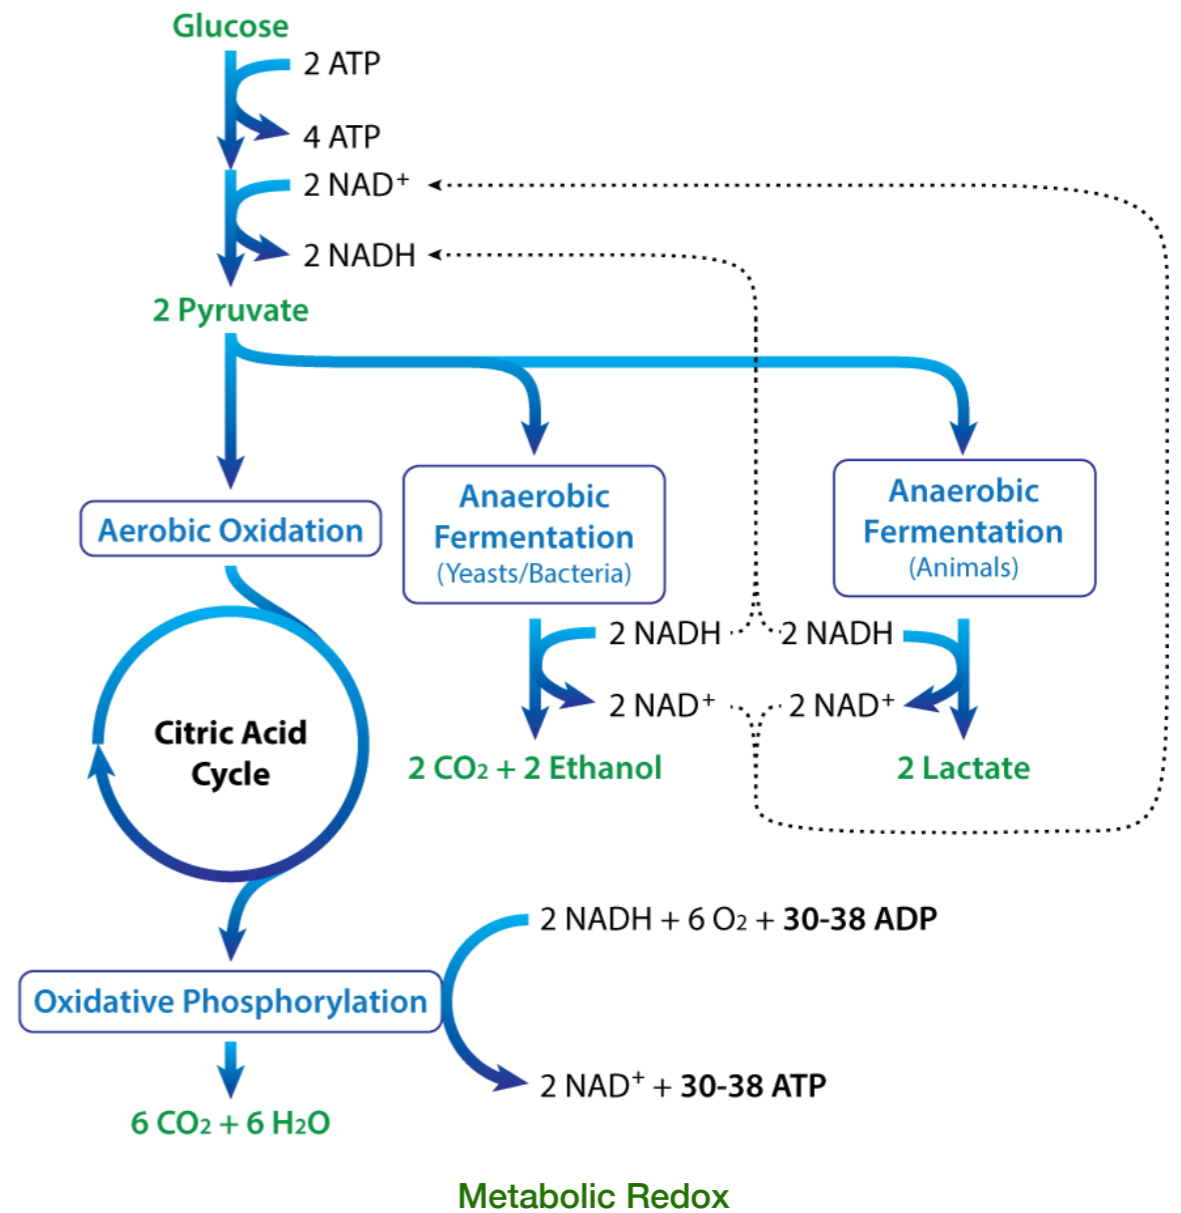 Glucose
2 ATP
4 ATP
2 NAD⁺
2 NADH
2 Pyruvate
Aerobic Oxidation
Anaerobic
Fermentation
(Yeasts/Bacteria)
Anaerobic
Fermentation
(Animals)
2 NADH
2 NADH
2 NAD⁺
2 NAD⁺
Citric Acid
Cycle
2 CO₂ + 2 Ethanol
2 Lactate
2 NADH + 6 O₂ + 30-38 ADP
Oxidative Phosphorylation
2 NAD⁺ + 30-38 ATP
6 CO₂ + 6 H₂O
Metabolic Redox